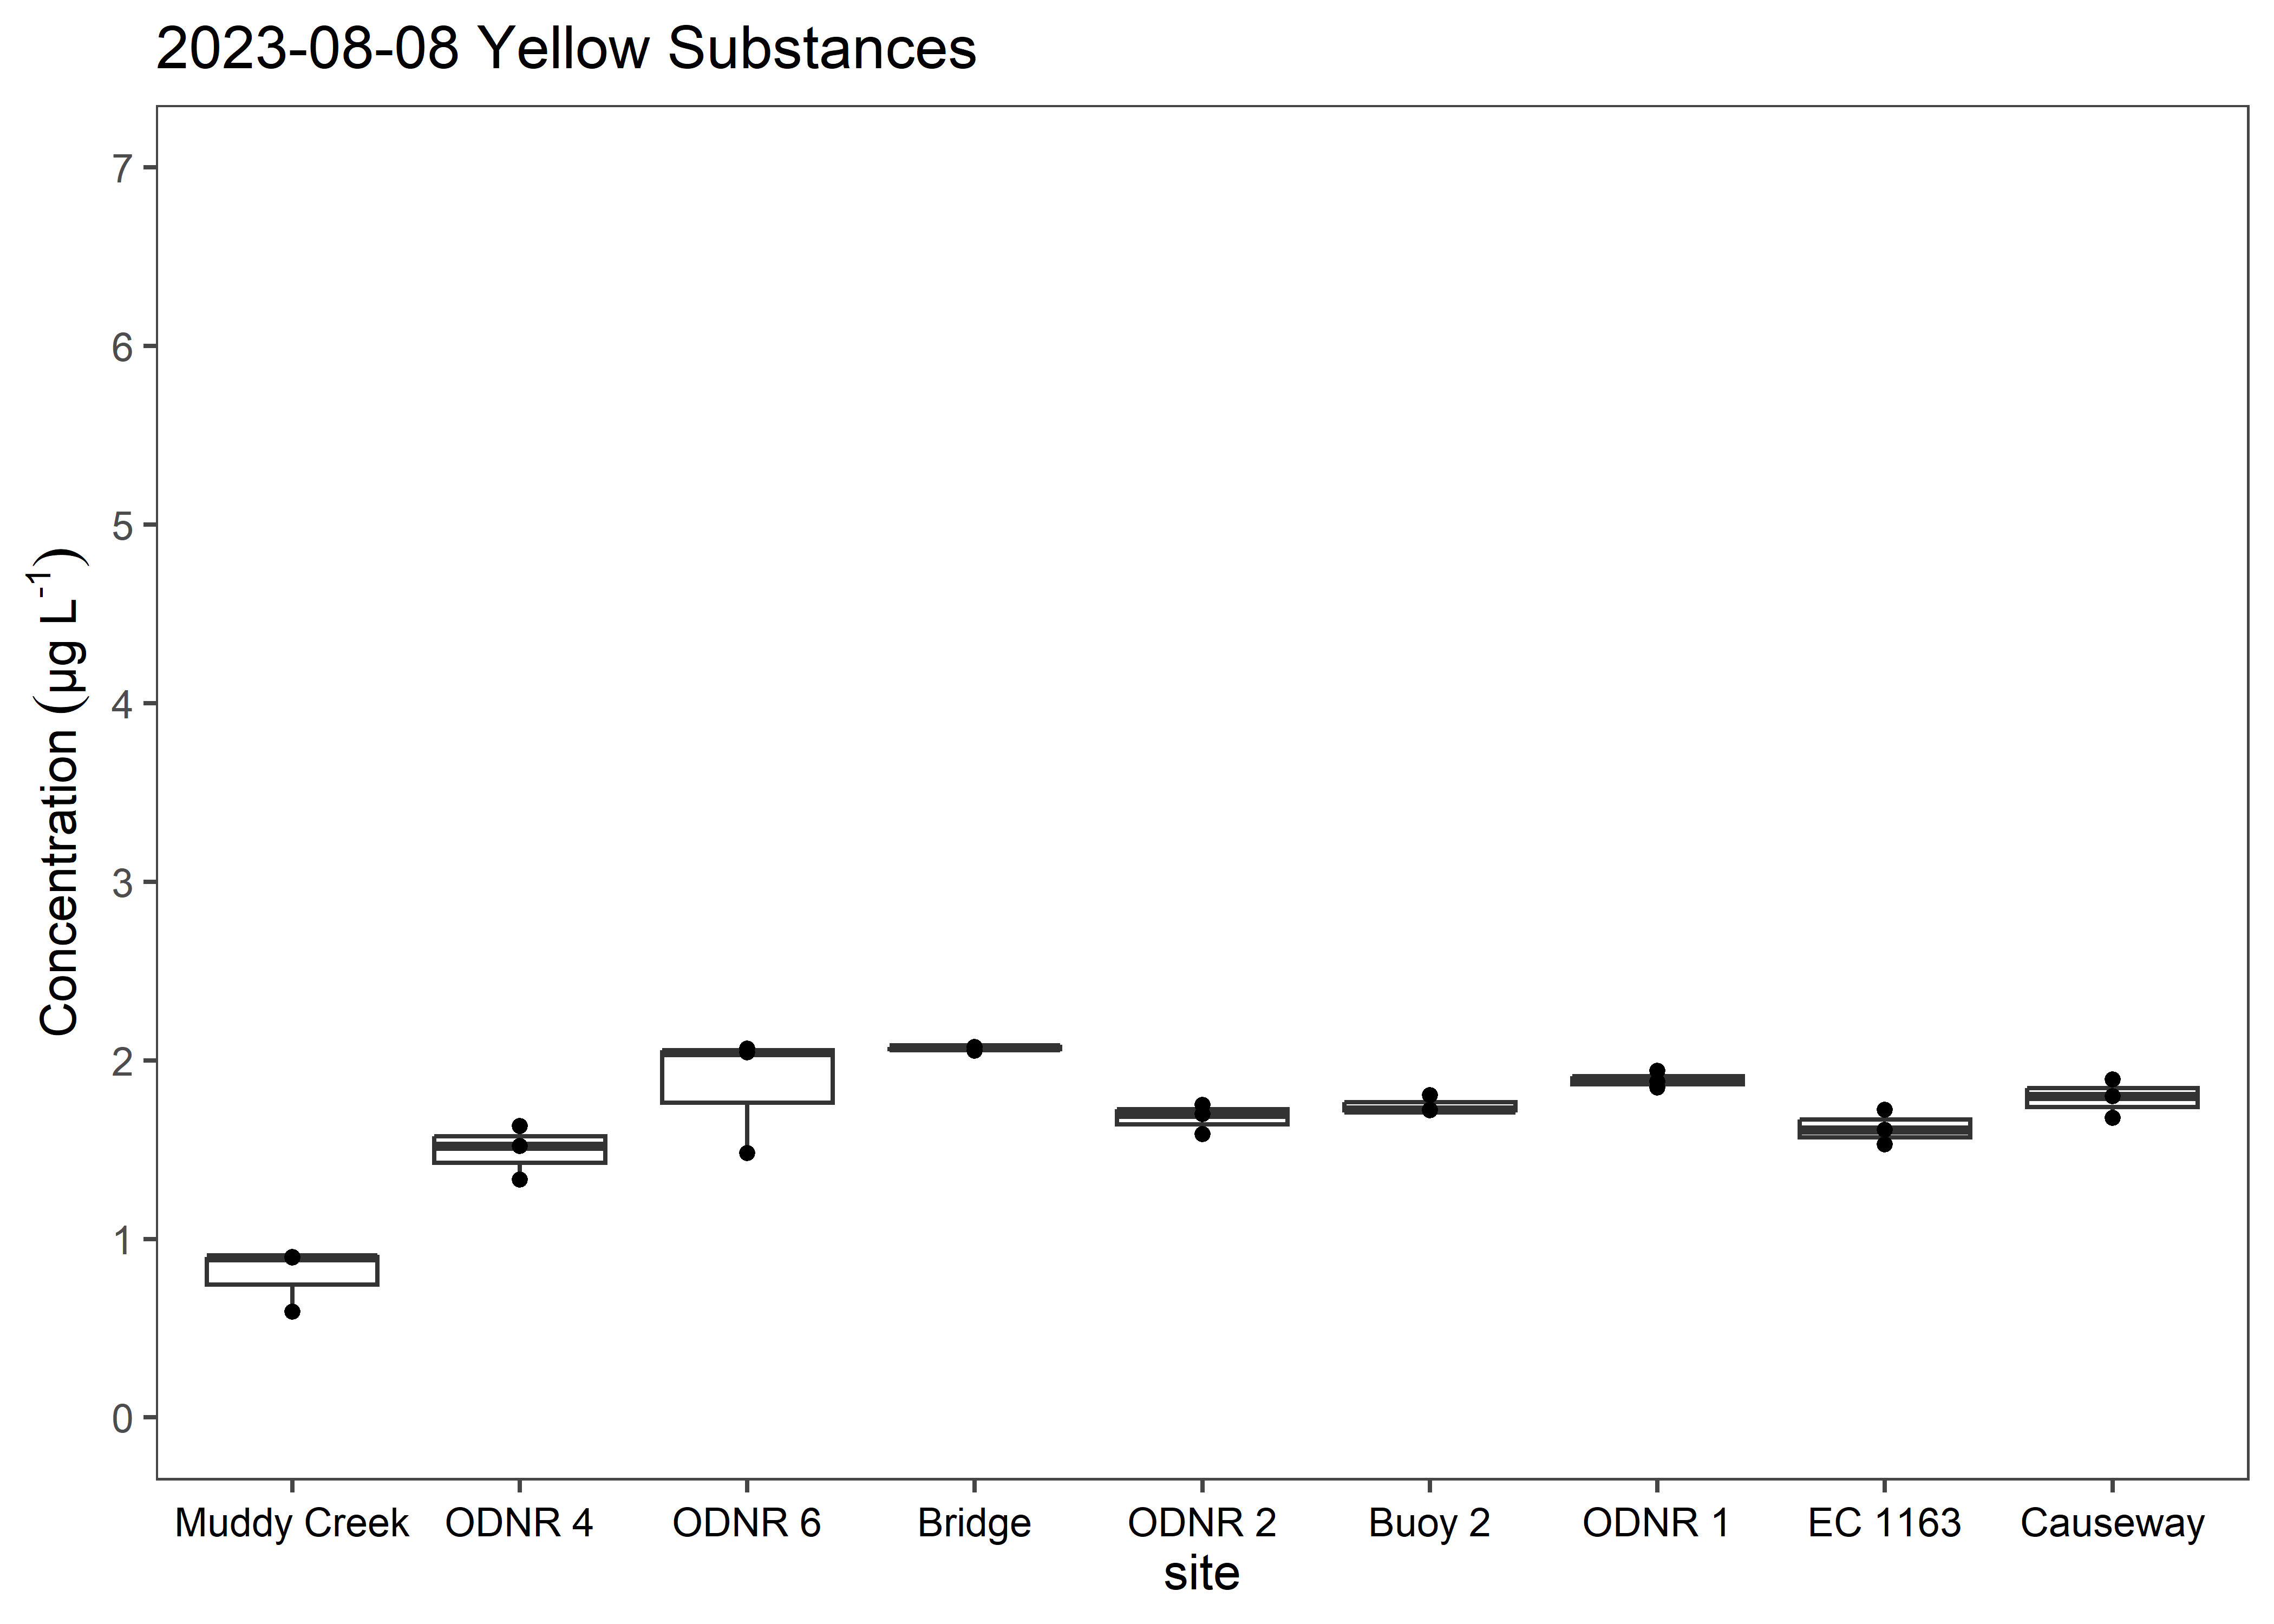 2023-08-08 Yellow Substances
Concentration (µg L⁻¹)
7
6
5
4
3
2
1
0
Muddy Creek ODNR 4 ODNR 6 Bridge ODNR 2 Buoy 2 ODNR 1 EC 1163 Causeway
site